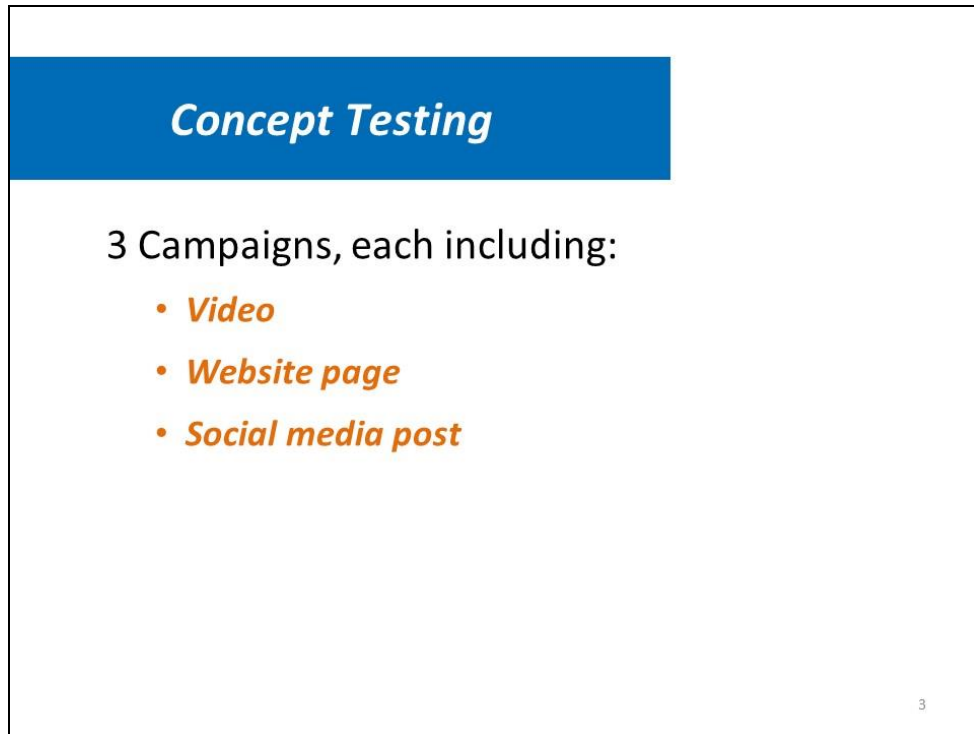 Concept Testing
3 Campaigns, each including:
• Video
• Website page
• Social media post
3